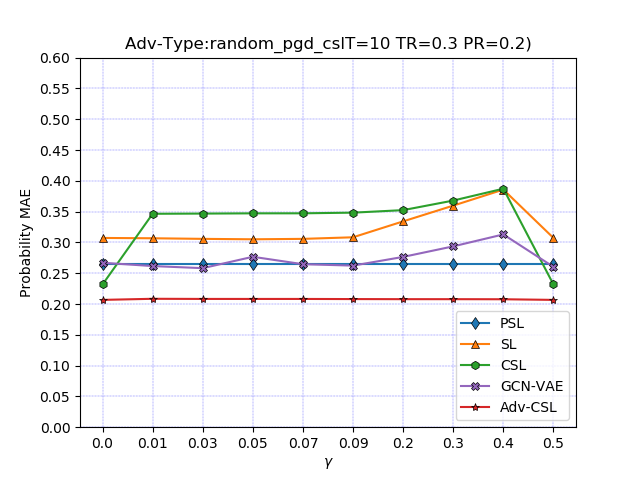 Adv-Type:random_pgd_cslT=10 TR=0.3 PR=0.2)
0.60
0.55
0.50
0.45
0.40
0.35
0.30
0.25
0.20
0.15
0.10
0.05
0.00
Probability MAE
PSL
SL
CSL
GCN-VAE
Adv-CSL
0.0 0.01 0.03 0.05 0.07 0.09 0.2 0.3 0.4 0.5
γ